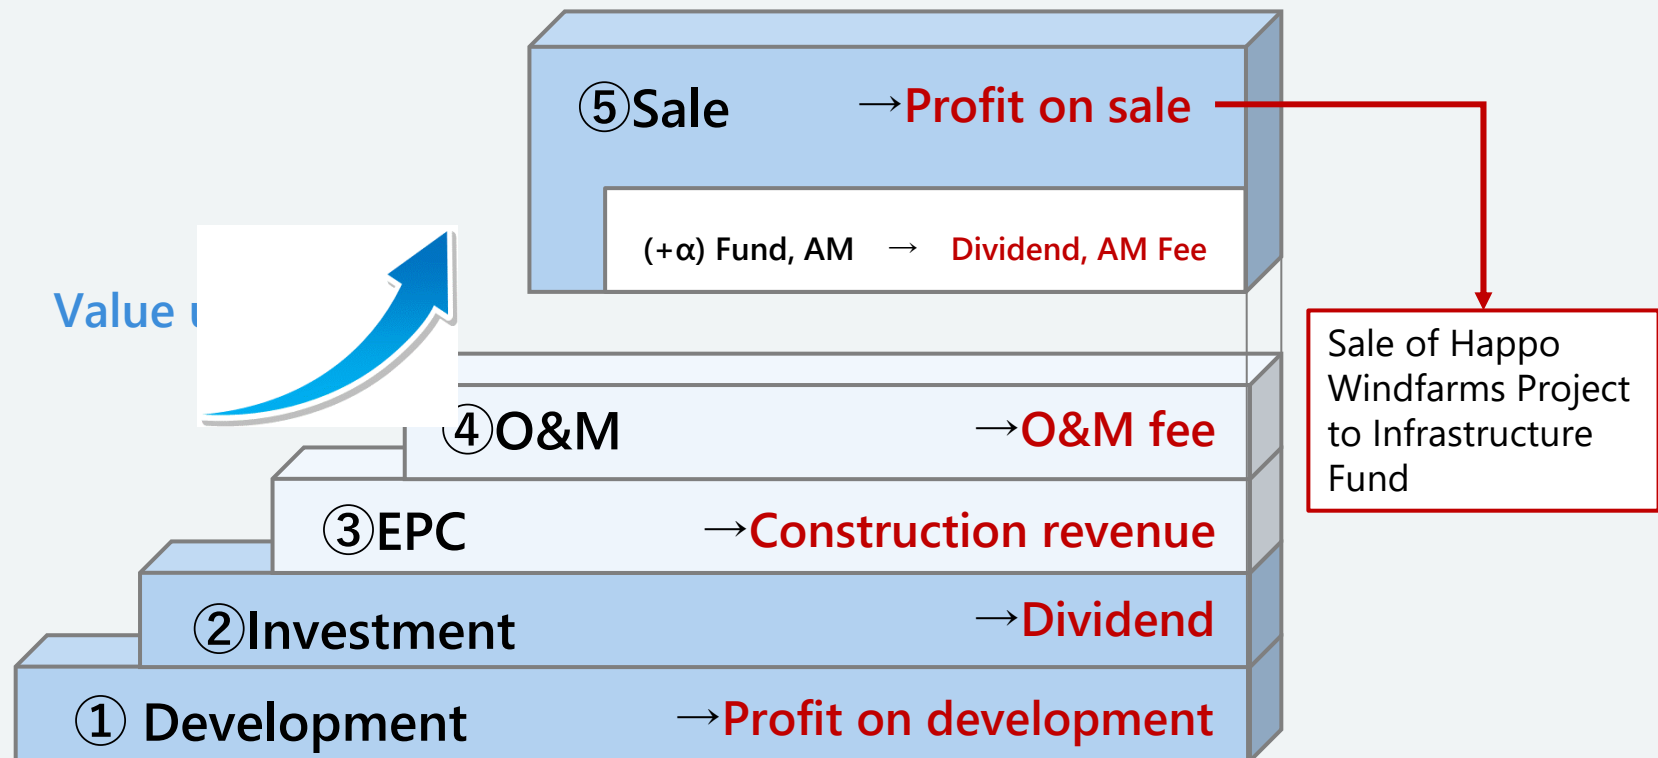 ⑤Sale →Profit on sale
(+α) Fund, AM → Dividend, AM Fee
Value
Sale of Happo
Windfarms Project
to Infrastructure
Fund
④O&M →O&M fee
③EPC →Construction revenue
②Investment →Dividend
① Development →Profit on development